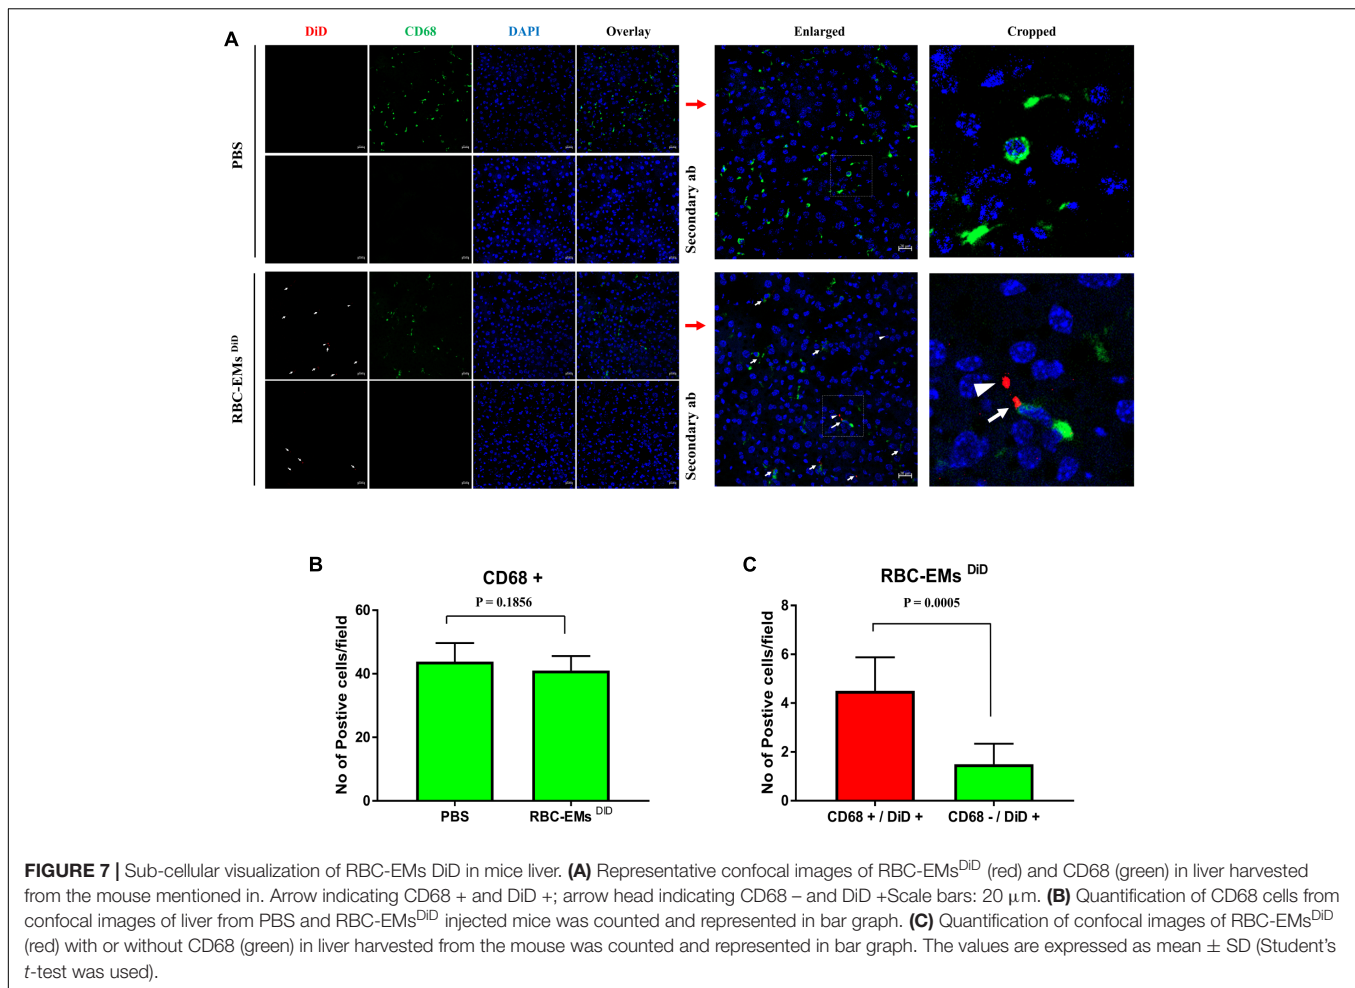 A
DiD CD68 DAPI Overlay Enlarged Cropped
PBS
Secondary ab
RBC-EMs DiD
Secondary ab
B
CD68 +
P = 0.1856
No of Postive cells/field
60
40
20
0
PBS RBC-EMs DiD
C
RBC-EMs DiD
P = 0.0005
No of Postive cells/field
8
6
4
2
0
CD68 + / DiD + CD68 - / DiD +
FIGURE 7 | Sub-cellular visualization of RBC-EMs DiD in mice liver. (A) Representative confocal images of RBC-EMsDiD (red) and CD68 (green) in liver harvested
from the mouse mentioned in. Arrow indicating CD68 + and DiD +; arrow head indicating CD68 – and DiD +Scale bars: 20 μm. (B) Quantification of CD68 cells from
confocal images of liver from PBS and RBC-EMsDiD injected mice was counted and represented in bar graph. (C) Quantification of confocal images of RBC-EMsDiD
(red) with or without CD68 (green) in liver harvested from the mouse was counted and represented in bar graph. The values are expressed as mean ± SD (Student's
t-test was used).